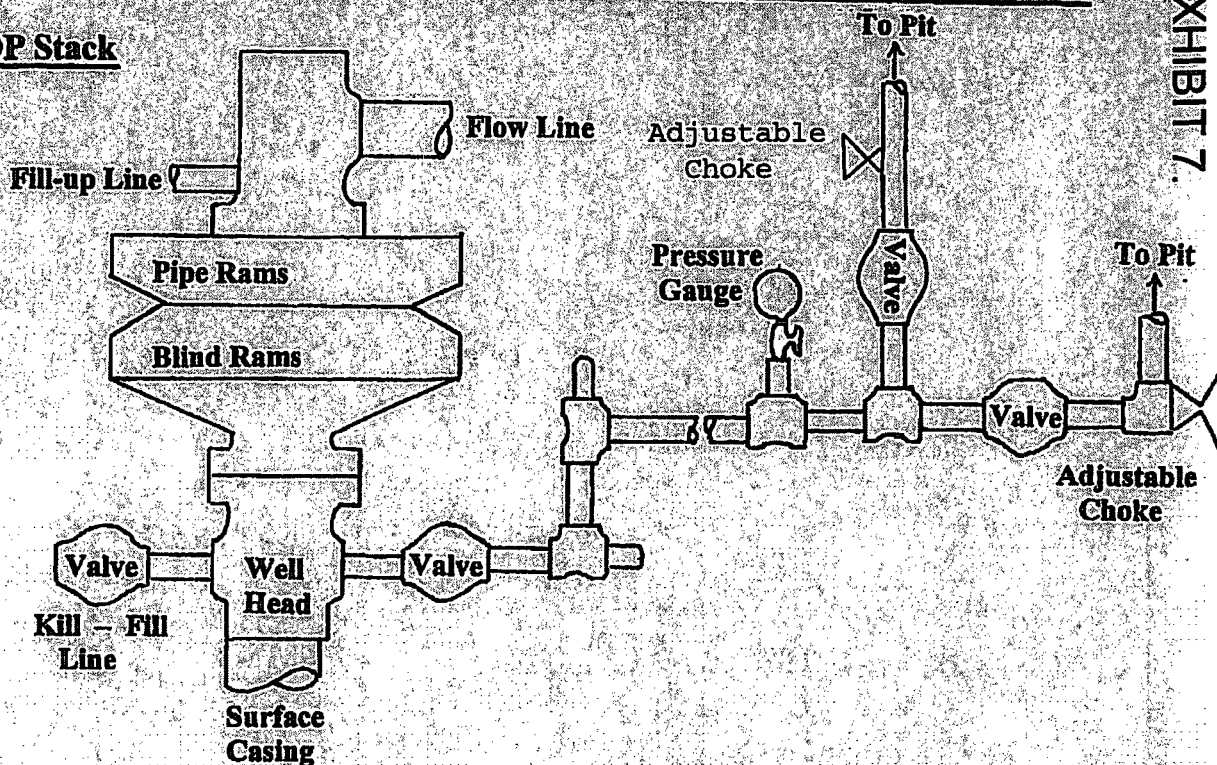 P Stack
To Pit
XHIBIT 7.
Flow Line
Adjustable
Choke
Fill-up Line
Pipe Rams
Pressure
Gauge
Valve
To Pit
Blind Rams
Valve
Adjustable
Choke
Valve
Well
Head
Valve
Kill – Fill
Line
Surface
Casing